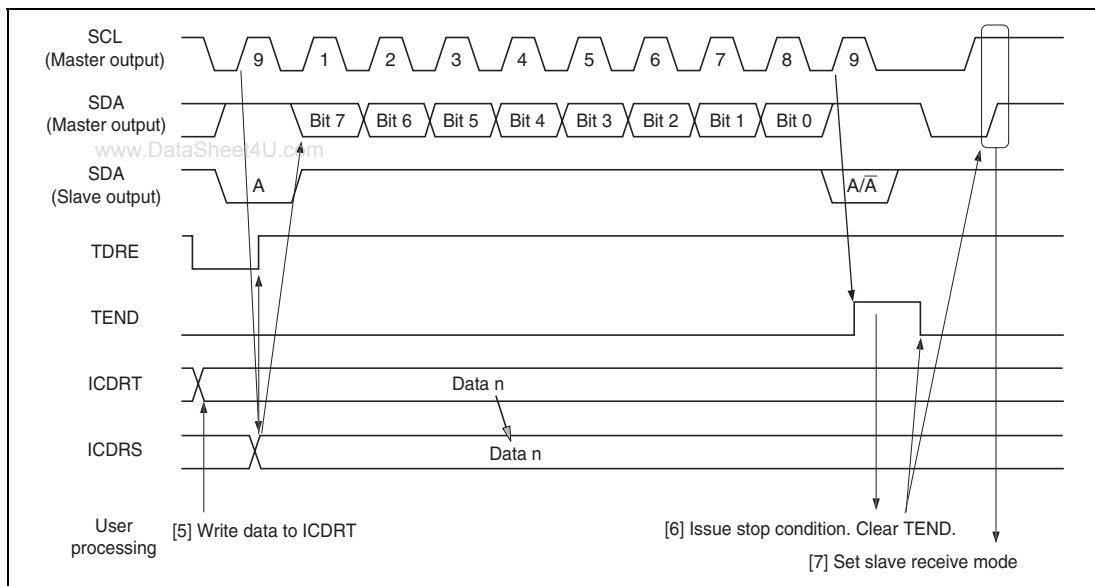 SCL
(Master output)
9 1 2 3 4 5 6 7 8 9
SDA
(Master output)
Bit 7 Bit 6 Bit 5 Bit 4 Bit 3 Bit 2 Bit 1 Bit 0
www.DataSheet4U.com
SDA
(Slave output)
A A/A̅
TDRE
TEND
ICDRT
Data n
ICDRS
Data n
User
processing
[5] Write data to ICDRT
[6] Issue stop condition. Clear TEND.
[7] Set slave receive mode